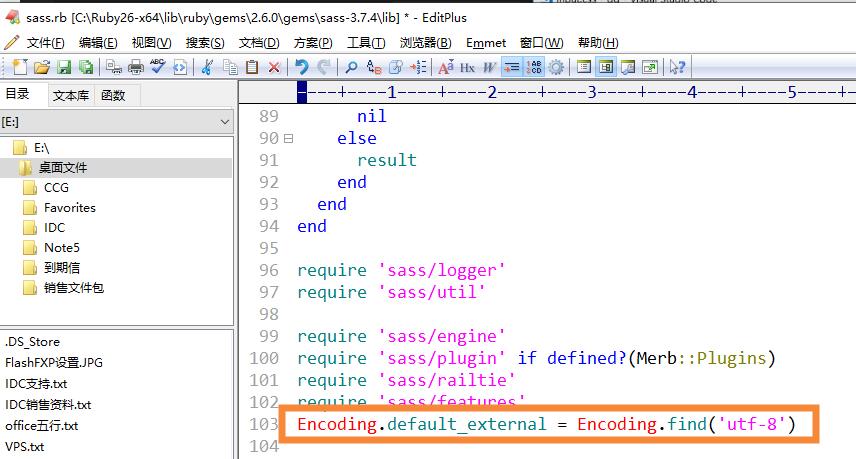 sass.rb [C:\Ruby26-x64\lib\ruby\gems\2.6.0\gems\sass-3.7.4\lib] * - EditPlus
文件(F) 编辑(E) 视图(V) 搜索(S) 文档(D) 方案(P) 工具(T) 浏览器(B) Emmet 窗口(W) 帮助(H)
目录 文本库 函数
[E:]
E:\
桌面文件
CCG
Favorites
IDC
Note5
到期信
销售文件包
.DS_Store
FlashFXP设置.JPG
IDC支持.txt
IDC销售资料.txt
office五行.txt
VPS.txt
----+----1----+----2----+----3----+----4----+----5----+--
89 nil
90 else
91 result
92 end
93 end
94 end
95
96 require 'sass/logger'
97 require 'sass/util'
98
99 require 'sass/engine'
100 require 'sass/plugin' if defined?(Merb::Plugins)
101 require 'sass/railtie'
102 require 'sass/features'
103 Encoding.default_external = Encoding.find('utf-8')
104